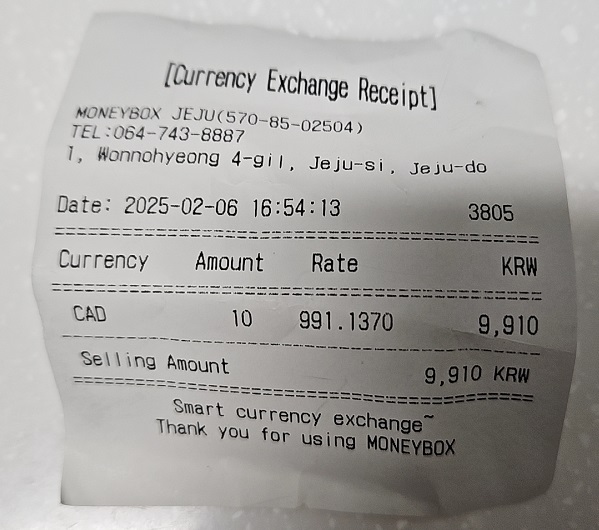 [Currency Exchange Receipt]
MONEYBOX JEJU(570-85-02504)
TEL:064-743-8887
1, Wonnohyeong 4-gil, Jeju-si, Jeju-do
Date: 2025-02-06 16:54:13 3805
Currency Amount Rate KRW
CAD 10 991.1370 9,910
Selling Amount 9,910 KRW
Smart currency exchange~
Thank you for using MONEYBOX